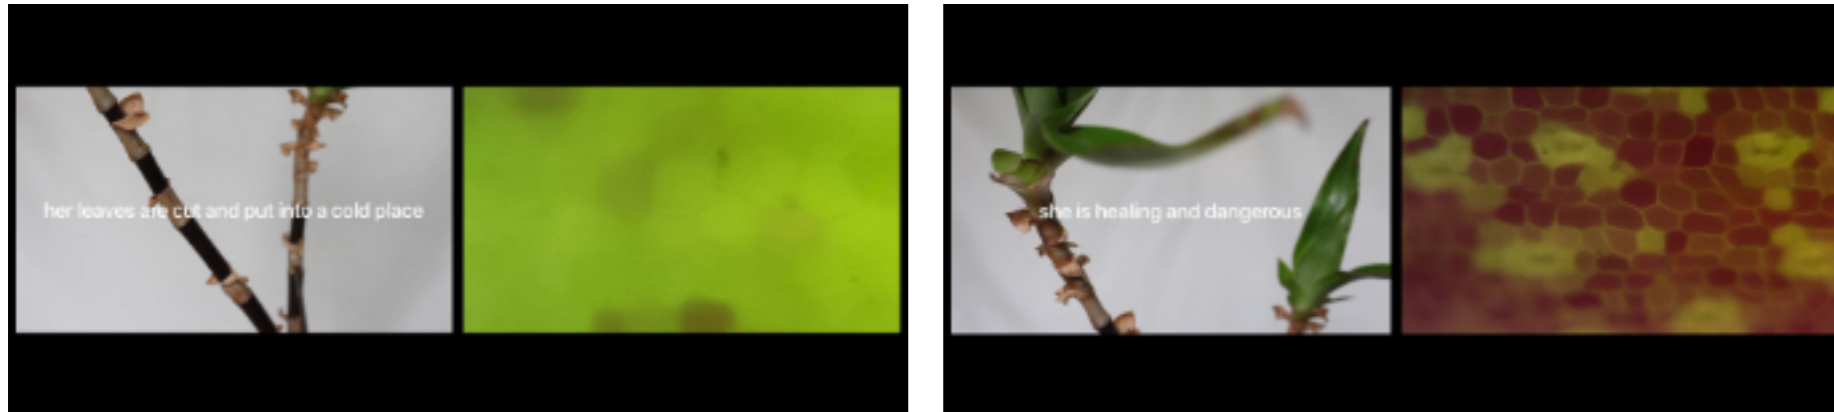 her leaves are cut and put into a cold place
she is healing and dangerous